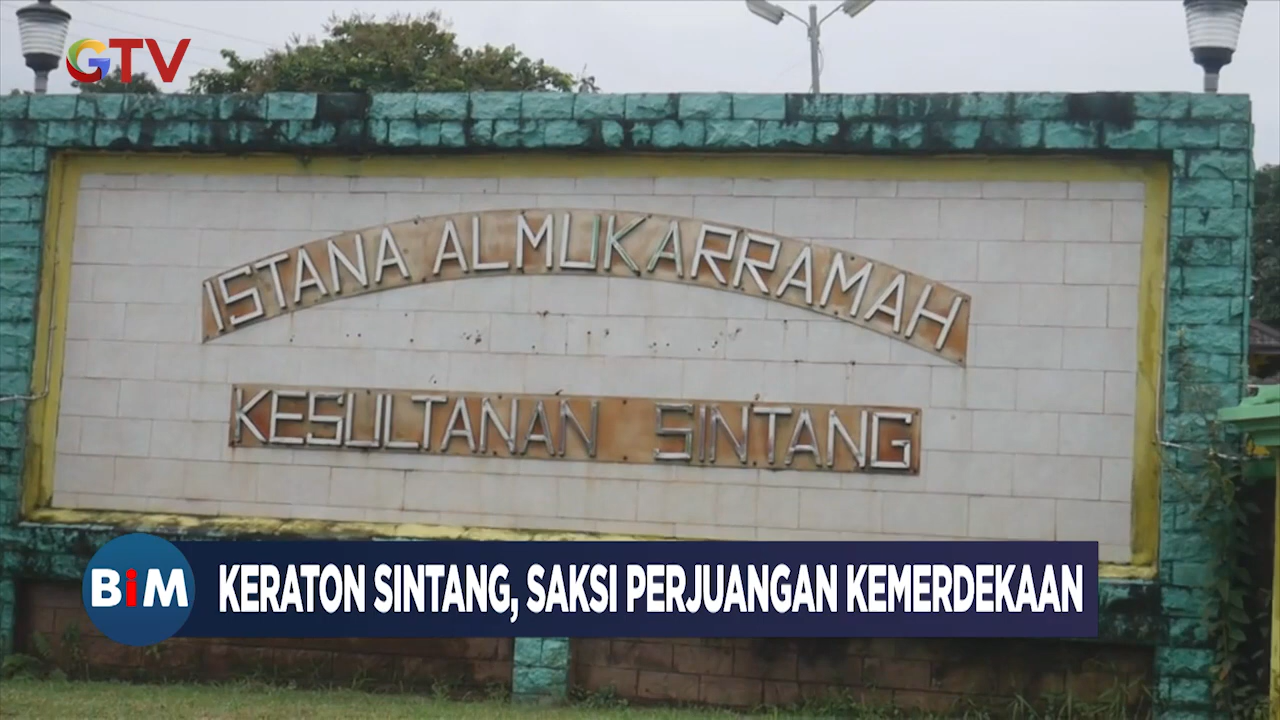 GTV
ISTANA ALMUKARRAMAH
KESULTANAN SINTANG
BiM
KERATON SINTANG, SAKSI PERJUANGAN KEMERDEKAAN